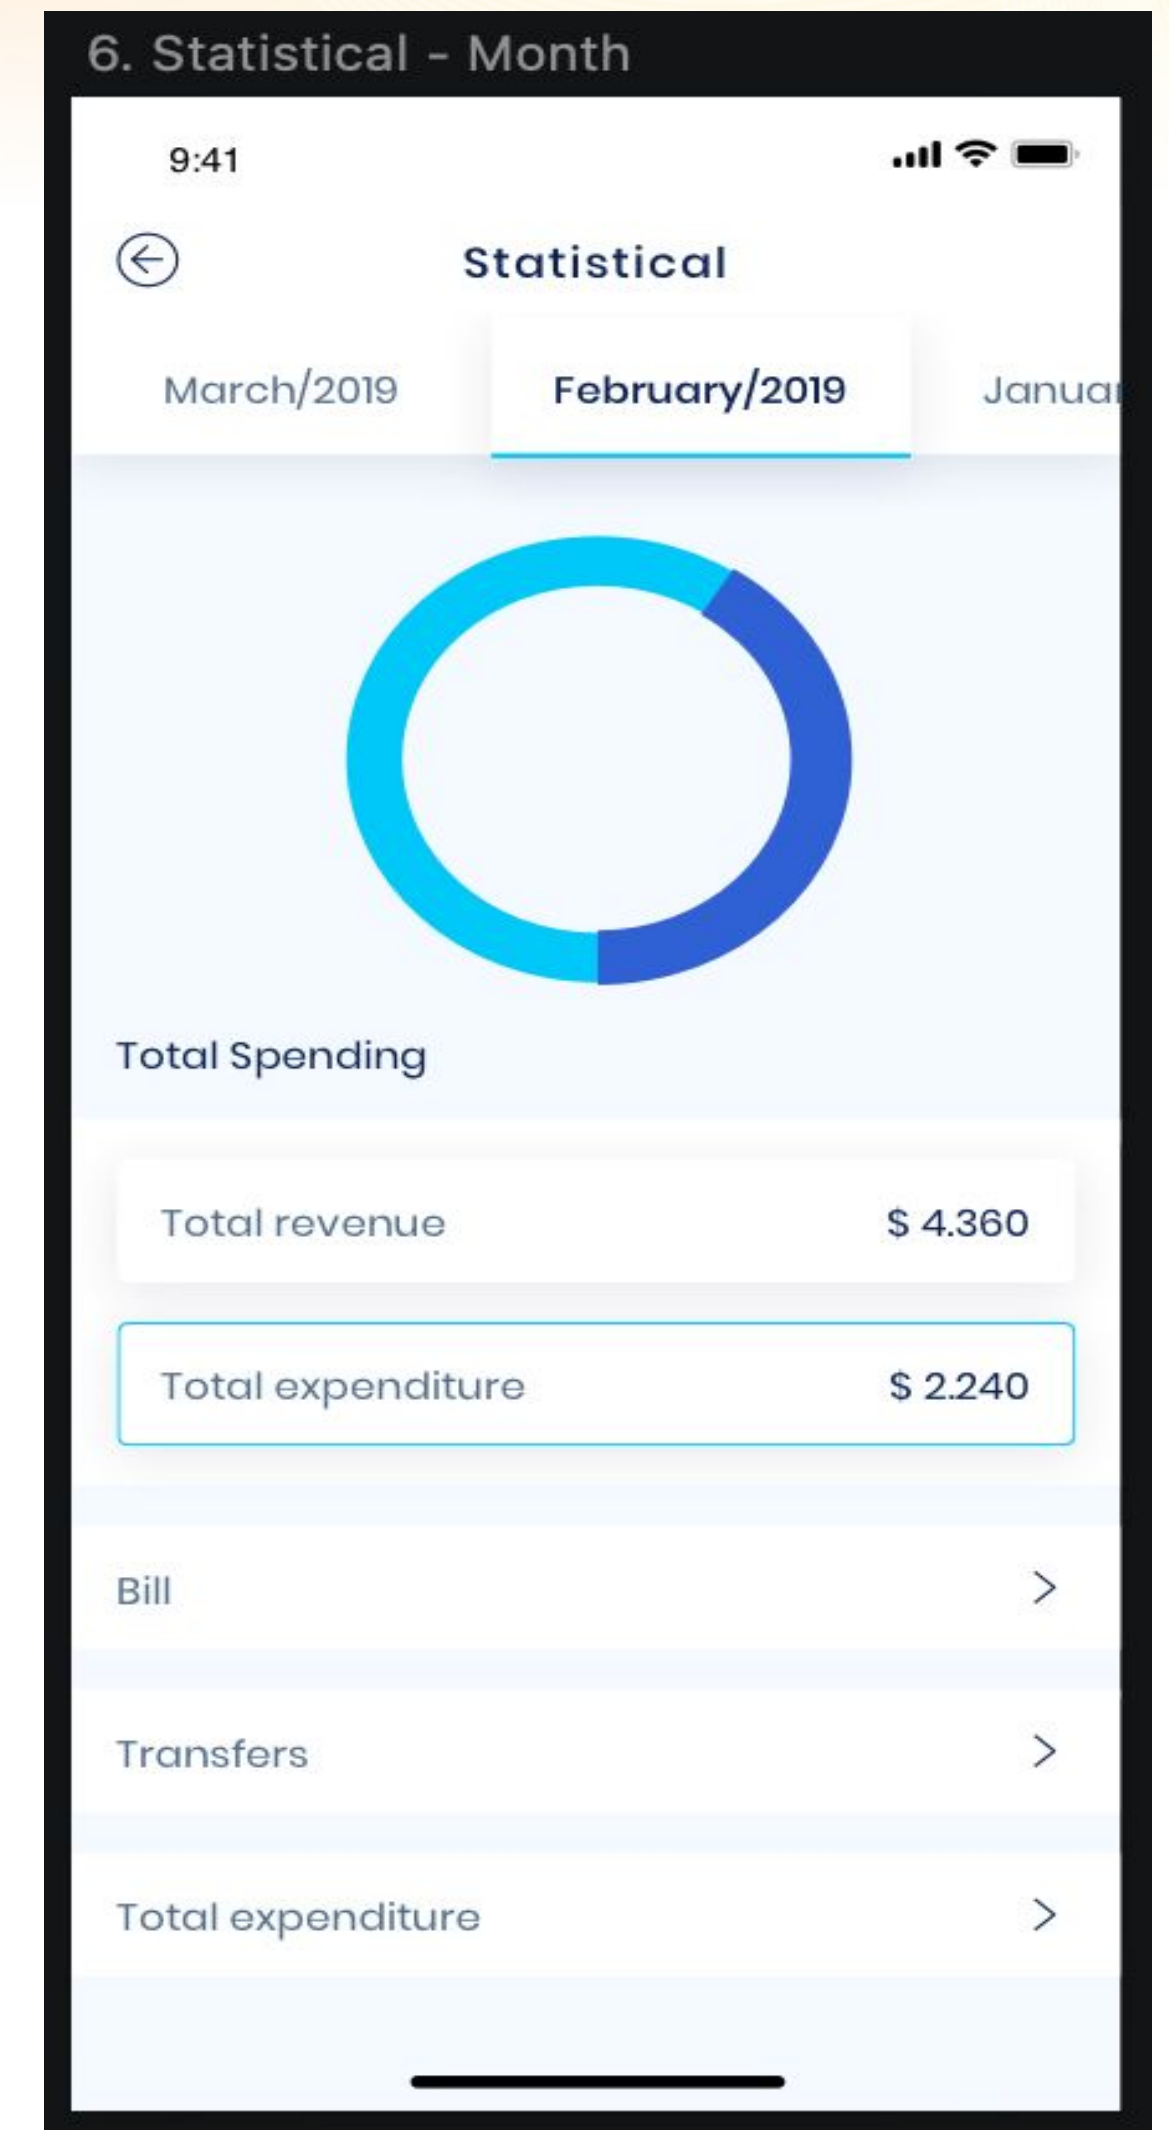 6. Statistical - Month
9:41
Statistical
March/2019 February/2019 Januar
Total Spending
Total revenue $ 4.360
Total expenditure $ 2.240
Bill
Transfers
Total expenditure